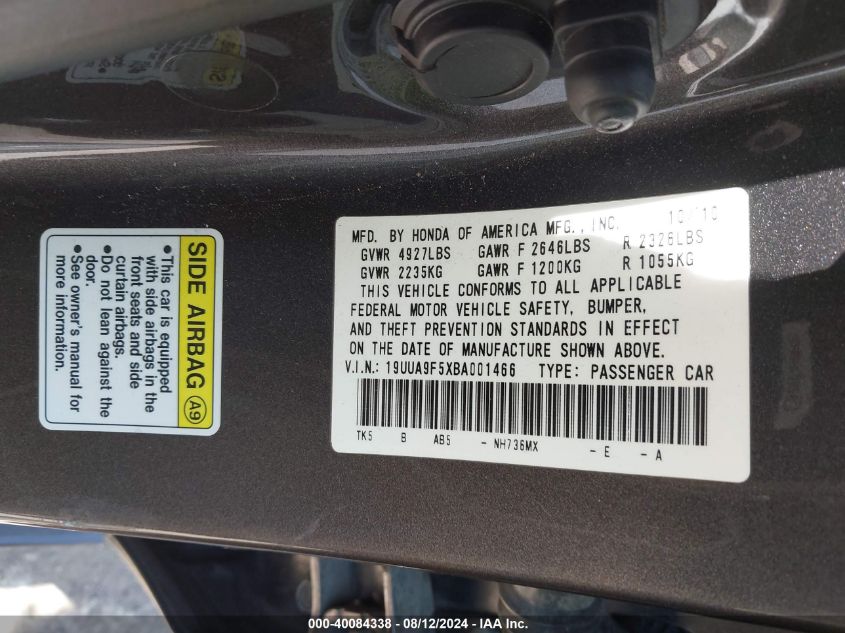 MFD. BY HONDA OF AMERICA MFG., INC. 10/10
GVWR 4927LBS GAWR F 2646LBS R 2326LBS
GVWR 2235KG GAWR F 1200KG R 1055KG
THIS VEHICLE CONFORMS TO ALL APPLICABLE
FEDERAL MOTOR VEHICLE SAFETY, BUMPER,
AND THEFT PREVENTION STANDARDS IN EFFECT
ON THE DATE OF MANUFACTURE SHOWN ABOVE.
V.I.N.: 19UUA9F5XBA001466 TYPE: PASSENGER CAR
TK5 B AB5 - NH736MX - E - A
SIDE AIRBAG A9
• This car is equipped
with side airbags in the
front seats and side
curtain airbags.
• Do not lean against the
door.
• See owner's manual for
more information.
000-40084338 - 08/12/2024 - IAA Inc.